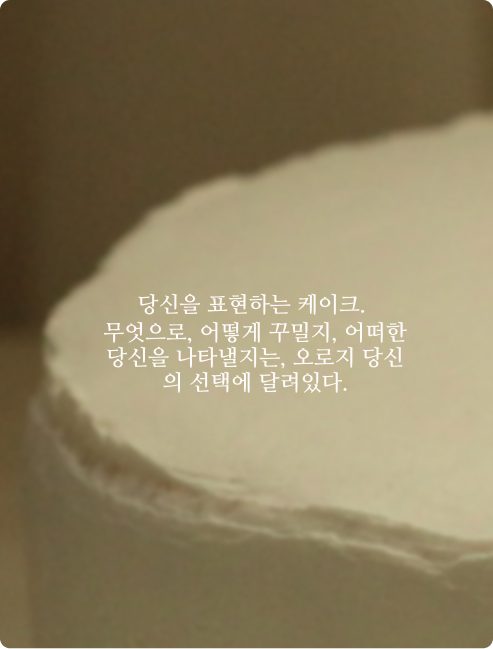 당신을 표현하는 케이크.
무엇으로, 어떻게 꾸밀지, 어떠한
당신을 나타낼지는, 오로지 당신
의 선택에 달려있다.